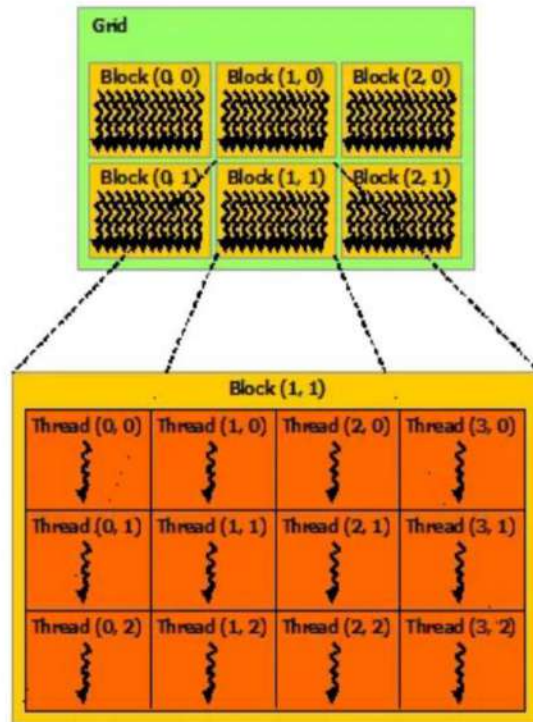 Grid
Block (0, 0) Block (1, 0) Block (2, 0)
Block (0, 1) Block (1, 1) Block (2, 1)
Block (1, 1)
Thread (0, 0) Thread (1, 0) Thread (2, 0) Thread (3, 0)
Thread (0, 1) Thread (1, 1) Thread (2, 1) Thread (3, 1)
Thread (0, 2) Thread (1, 2) Thread (2, 2) Thread (3, 2)